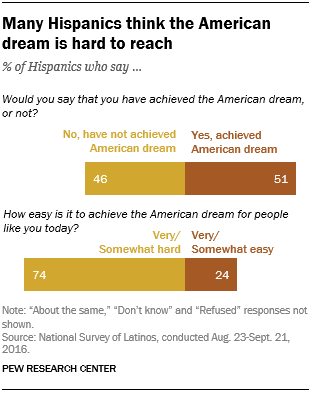 Many Hispanics think the American
dream is hard to reach
% of Hispanics who say ...
Would you say that you have achieved the American dream,
or not?
No, have not achieved
American dream
Yes, achieved
American dream
46
51
How easy is it to achieve the American dream for people
like you today?
Very/
Somewhat hard
Very/
Somewhat easy
74
24
Note: “About the same,” “Don’t know” and “Refused” responses not
shown.
Source: National Survey of Latinos, conducted Aug. 23-Sept. 21,
2016.
PEW RESEARCH CENTER